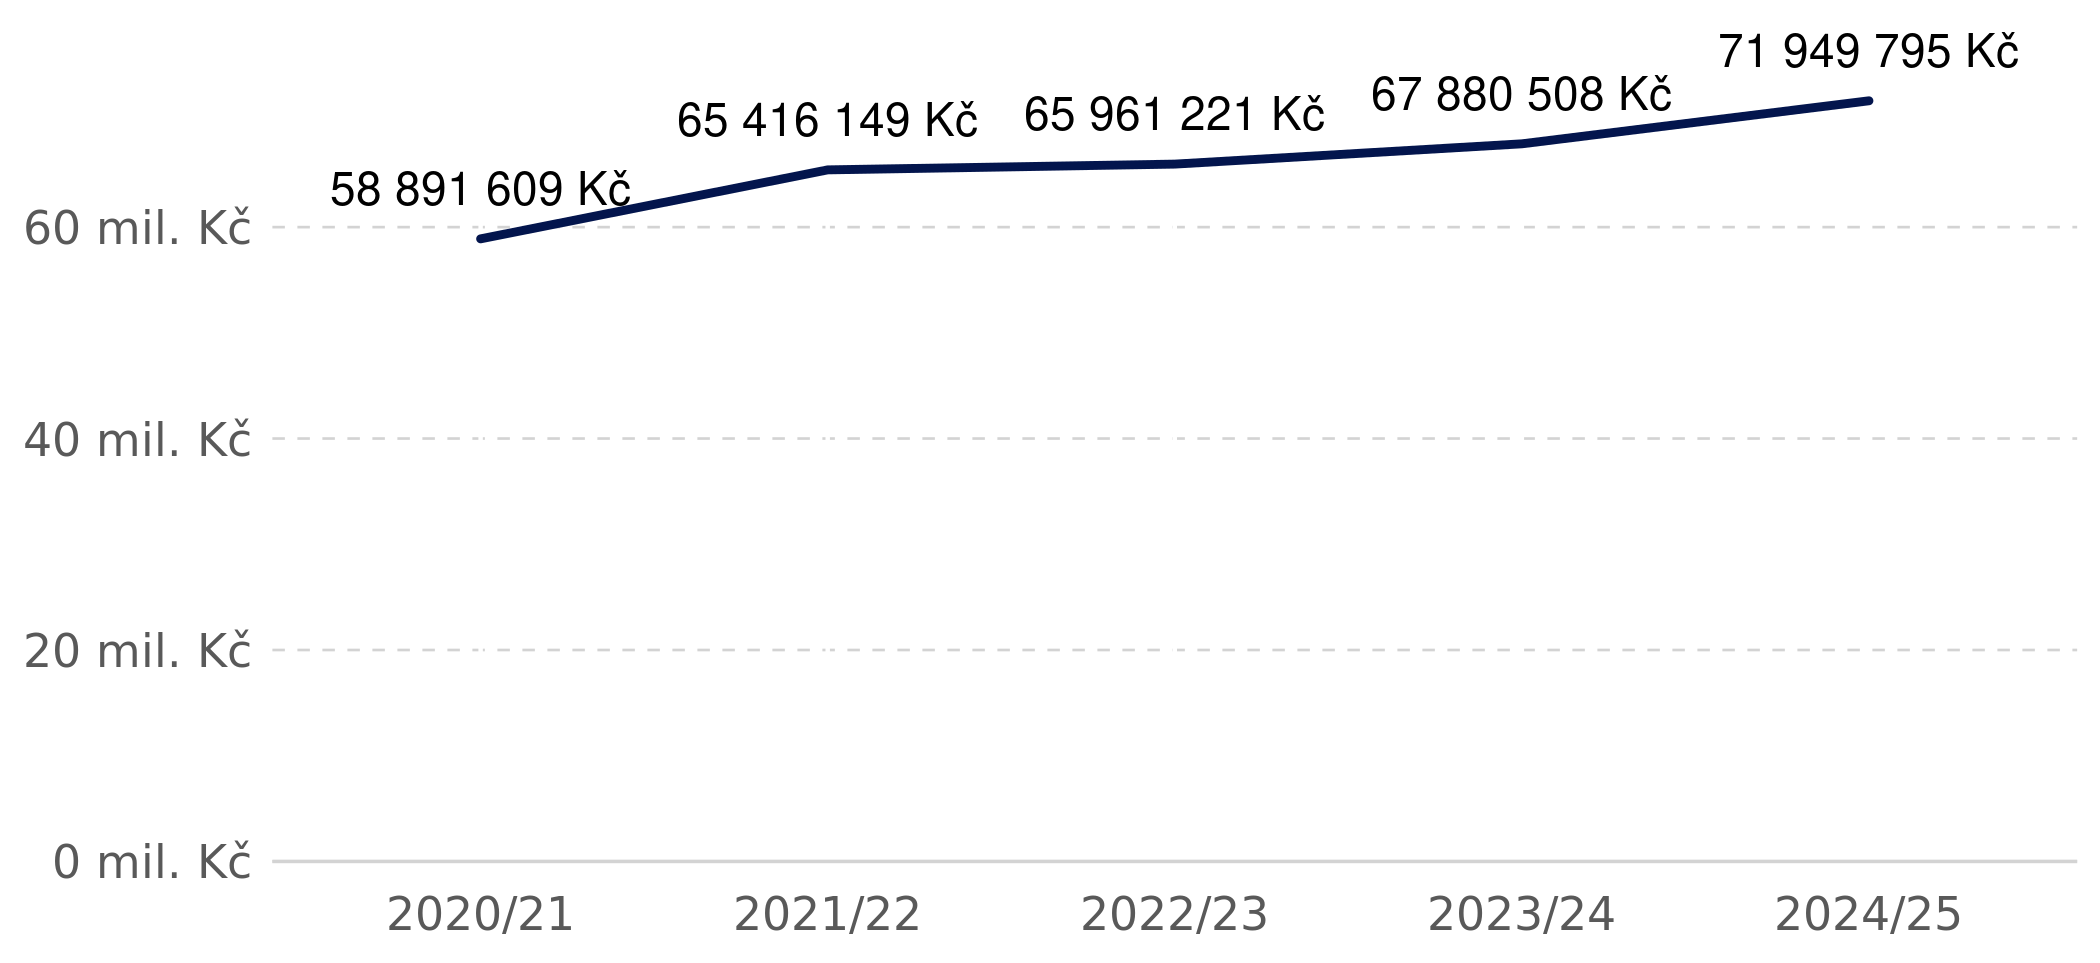 71 949 795 Kč
67 880 508 Kč
65 961 221 Kč
65 416 149 Kč
58 891 609 Kč
60 mil. Kč
40 mil. Kč
20 mil. Kč
0 mil. Kč
2020/21 2021/22 2022/23 2023/24 2024/25